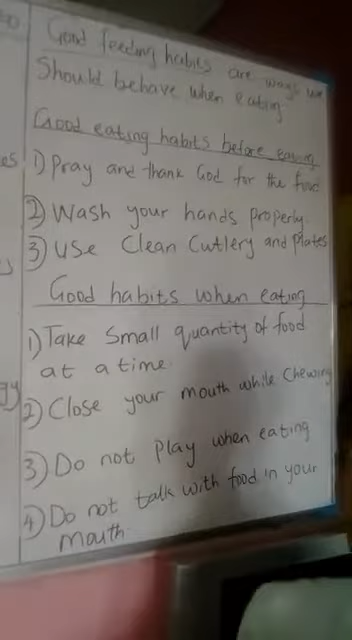 Good feeding habits are ways we
Should behave when eating
Good eating habits before eating
1) Pray and thank God for the food
2) Wash your hands properly.
3) Use Clean Cutlery and Plates
Good habits when eating
1) Take Small quantity of food
at a time.
2) Close your mouth while Chewing
3) Do not play when eating
4) Do not talk with food in your
mouth.